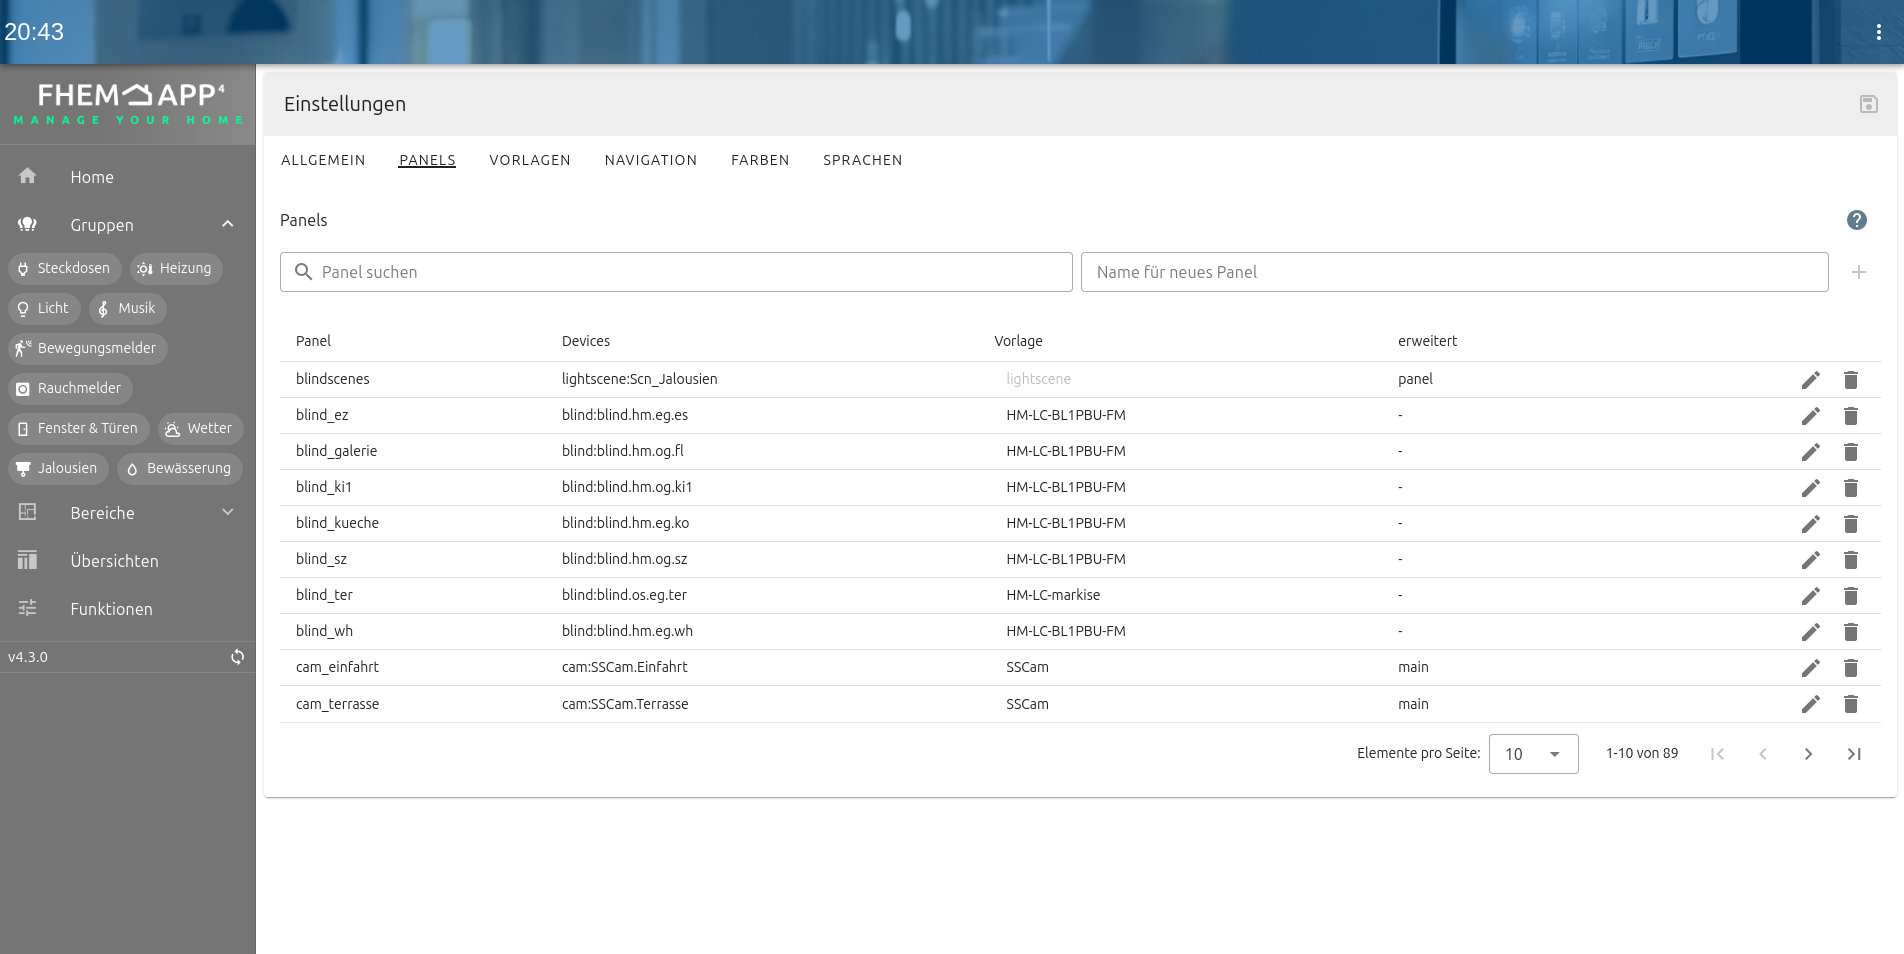 20:43
FHEM APP⁴
MANAGE YOUR HOME
Home
Gruppen
Steckdosen Heizung
Licht Musik
Bewegungsmelder
Rauchmelder
Fenster & Türen Wetter
Jalousien Bewässerung
Bereiche
Übersichten
Funktionen
v4.3.0
Einstellungen
ALLGEMEIN PANELS VORLAGEN NAVIGATION FARBEN SPRACHEN
Panels
Panel suchen Name für neues Panel
Panel Devices Vorlage erweitert
blindscenes lightscene:Scn_Jalousien lightscene panel
blind_ez blind:blind.hm.eg.es HM-LC-BL1PBU-FM -
blind_galerie blind:blind.hm.og.fl HM-LC-BL1PBU-FM -
blind_ki1 blind:blind.hm.og.ki1 HM-LC-BL1PBU-FM -
blind_kueche blind:blind.hm.eg.ko HM-LC-BL1PBU-FM -
blind_sz blind:blind.hm.og.sz HM-LC-BL1PBU-FM -
blind_ter blind:blind.os.eg.ter HM-LC-markise -
blind_wh blind:blind.hm.eg.wh HM-LC-BL1PBU-FM -
cam_einfahrt cam:SSCam.Einfahrt SSCam main
cam_terrasse cam:SSCam.Terrasse SSCam main
Elemente pro Seite: 10 1-10 von 89